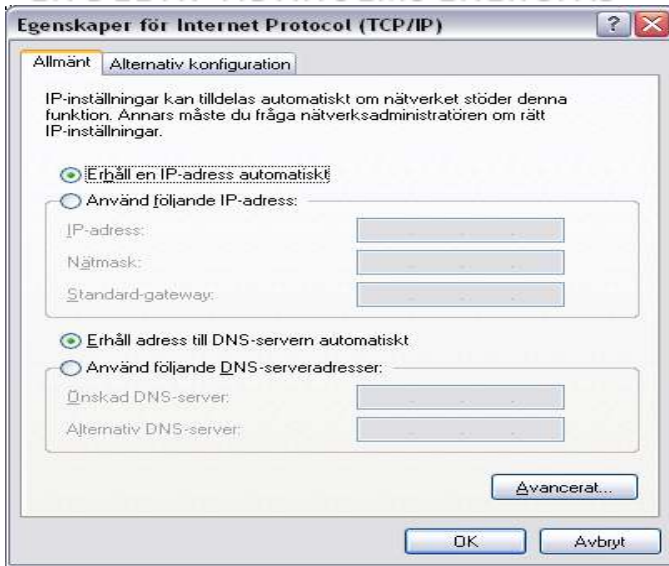 Egenskaper för Internet Protocol (TCP/IP)
Allmänt
Alternativ konfiguration
IP-inställningar kan tilldelas automatiskt om nätverket stöder denna
funktion. Annars måste du fråga nätverksadministratören om rätt
IP-inställningar.
Erhåll en IP-adress automatiskt
Använd följande IP-adress:
IP-adress:
Nätmask:
Standard-gateway:
Erhåll adress till DNS-servern automatiskt
Använd följande DNS-serveradresser:
Önskad DNS-server:
Alternativ DNS-server:
Avancerat...
OK
Avbryt